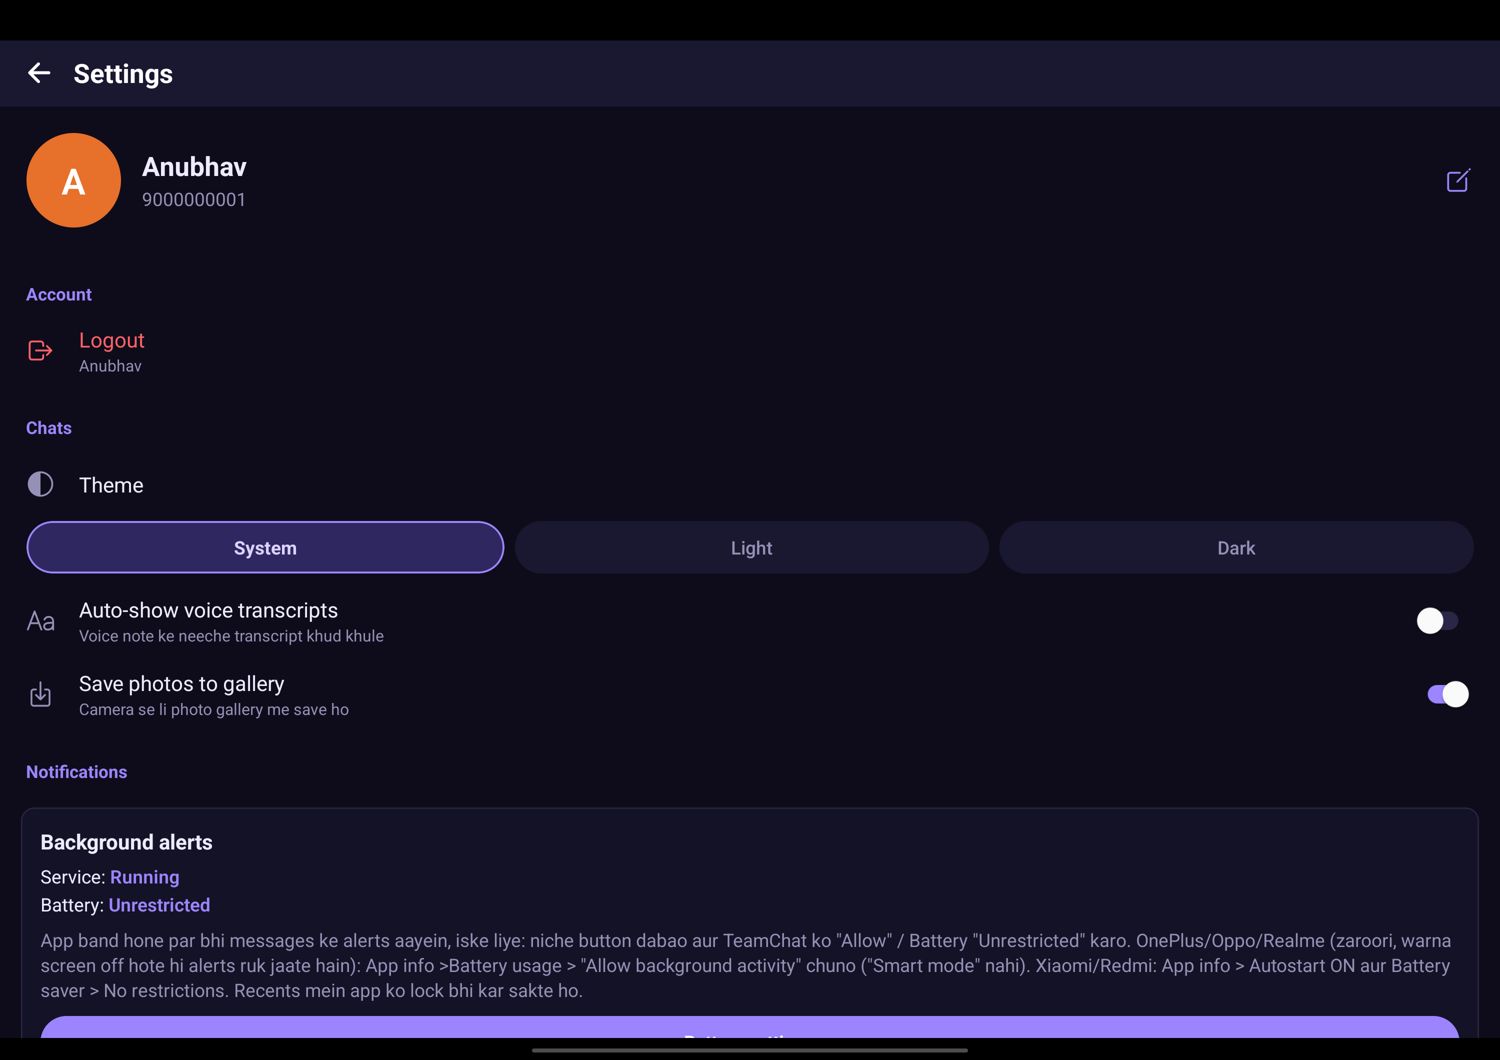 Settings
A
Anubhav
9000000001
Account
Logout
Anubhav
Chats
Theme
System
Light
Dark
Aa
Auto-show voice transcripts
Voice note ke neeche transcript khud khule
Save photos to gallery
Camera se li photo gallery me save ho
Notifications
Background alerts
Service: Running
Battery: Unrestricted
App band hone par bhi messages ke alerts aayein, iske liye: niche button dabao aur TeamChat ko "Allow" / Battery "Unrestricted" karo. OnePlus/Oppo/Realme (zaroori, warna
screen off hote hi alerts ruk jaate hain): App info >Battery usage > "Allow background activity" chuno ("Smart mode" nahi). Xiaomi/Redmi: App info > Autostart ON aur Battery
saver > No restrictions. Recents mein app ko lock bhi kar sakte ho.